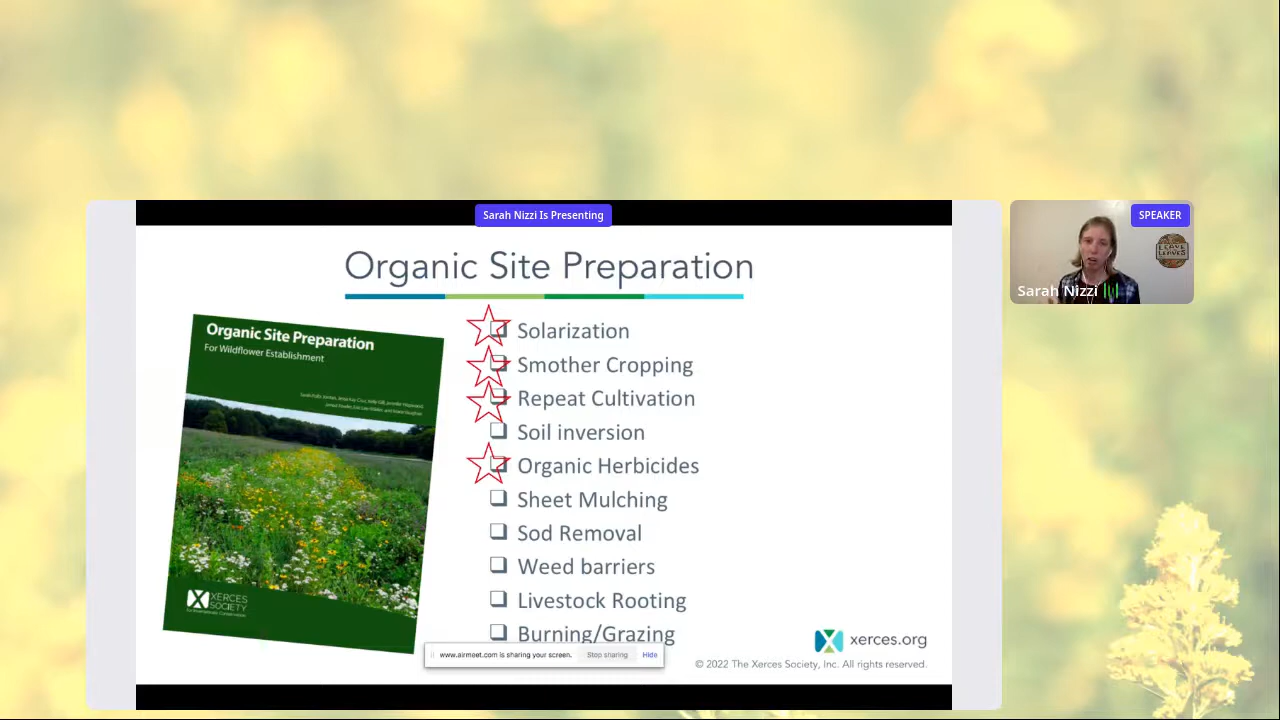 Sarah Nizzi Is Presenting
SPEAKER
Sarah Nizzi
Organic Site Preparation
Organic Site Preparation
For Wildflower Establishment
XERCES
SOCIETY
Solarization
Smother Cropping
Repeat Cultivation
Soil inversion
Organic Herbicides
Sheet Mulching
Sod Removal
Weed barriers
Livestock Rooting
Burning/Grazing
www.airmeet.com is sharing your screen. Stop sharing Hide
xerces.org
© 2022 The Xerces Society, Inc. All rights reserved.